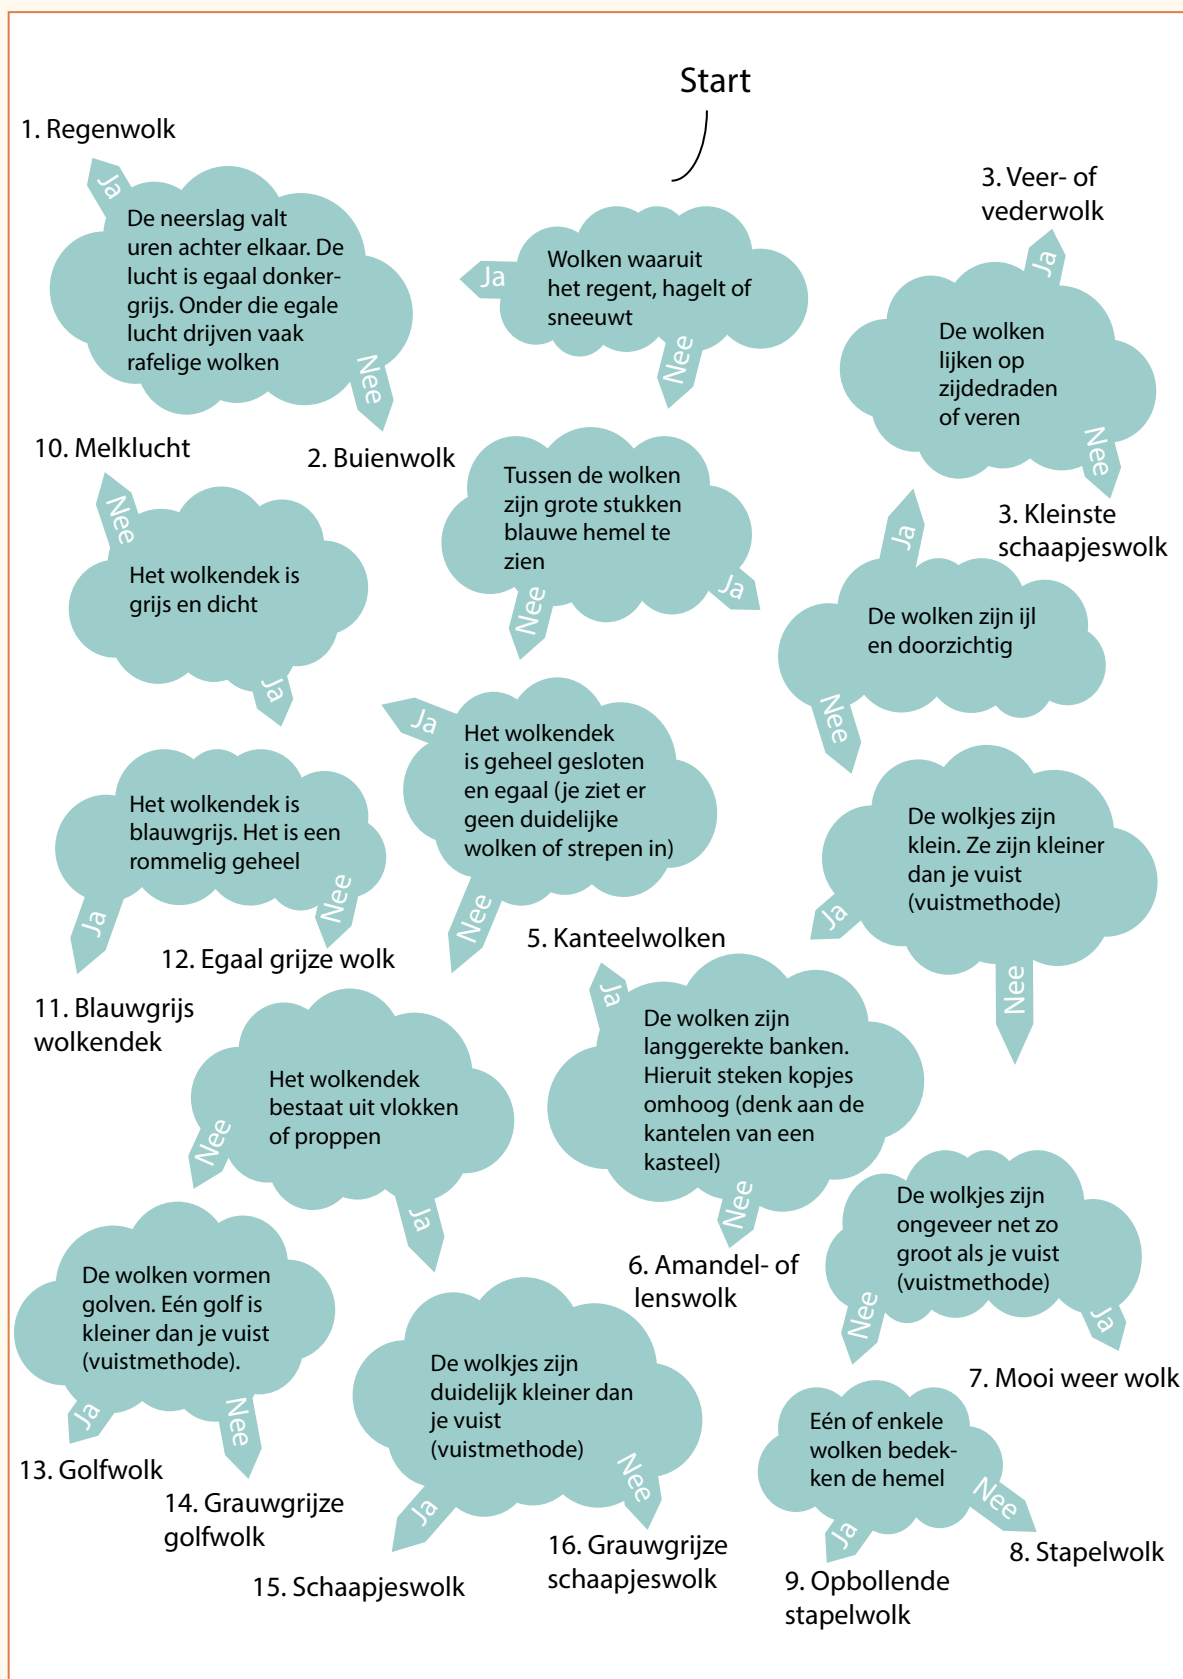 Start
1. Regenwolk
Ja
De neerslag valt
uren achter elkaar. De
lucht is egaal donker-
grijs. Onder die egale
lucht drijven vaak
rafelige wolken
Nee
2. Buienwolk
Ja
Wolken waaruit
het regent, hagelt of
sneeuwt
Nee
3. Veer- of
vederwolk
Ja
De wolken
lijken op
zijdedraden
of veren
Nee
3. Kleinste
schaapjeswolk
10. Melklucht
Nee
Het wolkendek is
grijs en dicht
Ja
Tussen de wolken
zijn grote stukken
blauwe hemel te
zien
Nee
Ja
Ja
De wolken zijn ijl
en doorzichtig
Nee
Het wolkendek is
blauwgrijs. Het is een
rommelig geheel
Ja
Nee
12. Egaal grijze wolk
11. Blauwgrijs
wolkendek
Ja
Het wolkendek
is geheel gesloten
en egaal (je ziet er
geen duidelijke
wolken of strepen in)
Nee
De wolkjes zijn
klein. Ze zijn kleiner
dan je vuist
(vuistmethode)
Ja
Nee
5. Kanteelwolken
Ja
De wolken zijn
langgerekte banken.
Hieruit steken kopjes
omhoog (denk aan de
kantelen van een
kasteel)
Nee
6. Amandel- of
lenswolk
Het wolkendek
bestaat uit vlokken
of proppen
Nee
Ja
De wolkjes zijn
ongeveer net zo
groot als je vuist
(vuistmethode)
Nee
Ja
7. Mooi weer wolk
De wolken vormen
golven. Eén golf is
kleiner dan je vuist
(vuistmethode).
Ja
Nee
13. Golfwolk
14. Grauwgrijze
golfwolk
De wolkjes zijn
duidelijk kleiner dan
je vuist
(vuistmethode)
Ja
Nee
15. Schaapjeswolk
16. Grauwgrijze
schaapjeswolk
Eén of enkele
wolken bedek-
ken de hemel
Ja
Nee
8. Stapelwolk
9. Opbollende
stapelwolk